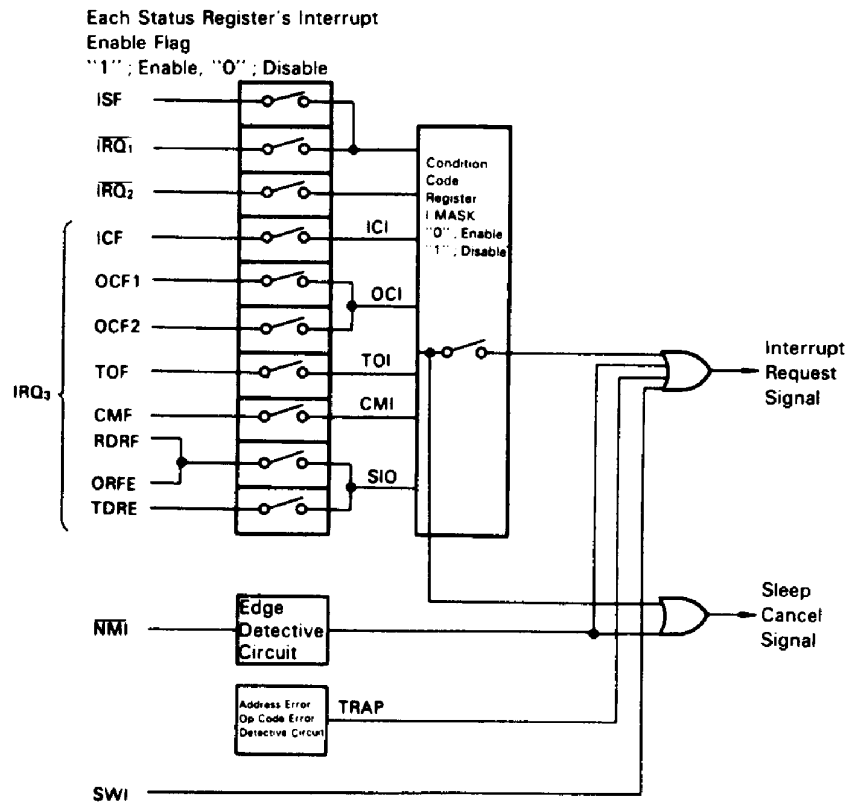 Each Status Register's Interrupt
Enable Flag
"1" ; Enable, "0" ; Disable
ISF
IRQ₁
IRQ₂
ICF
ICI
OCF1
OCI
OCF2
TOF
TOI
IRQ₃
CMF
CMI
RDRF
ORFE
SIO
TDRE
Condition
Code
Register
I MASK
"0" ; Enable
"1" ; Disable
Interrupt
Request
Signal
NMI
Edge
Detective
Circuit
Sleep
Cancel
Signal
Address Error
Op Code Error
Detective Circuit
TRAP
SWI